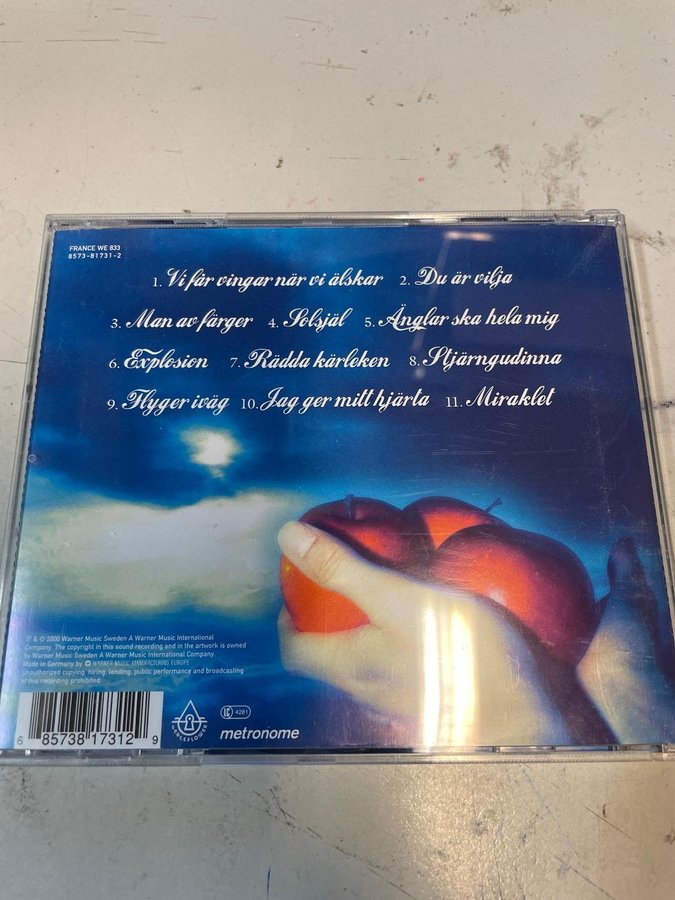 FRANCE WE 833
8573-81731-2
1. Vi får vingar när vi älskar 2. Du är vilja
3. Man av färger 4. Solsjäl 5. Änglar ska hela mig
6. Explosion 7. Rädda kärleken 8. Stjärngudinna
9. Flyger iväg 10. Jag ger mitt hjärta 11. Miraklet
℗ & © 2000 Warner Music Sweden A Warner Music International
Company. The copyright in this sound recording and in the artwork is owned
by Warner Music Sweden A Warner Music International Company.
Made in Germany by WARNER MUSIC MANUFACTURING EUROPE
Unauthorized copying, hiring, lending, public performance and broadcasting
of this recording prohibited.
6 85738 17312 9
LC 4281
metronome